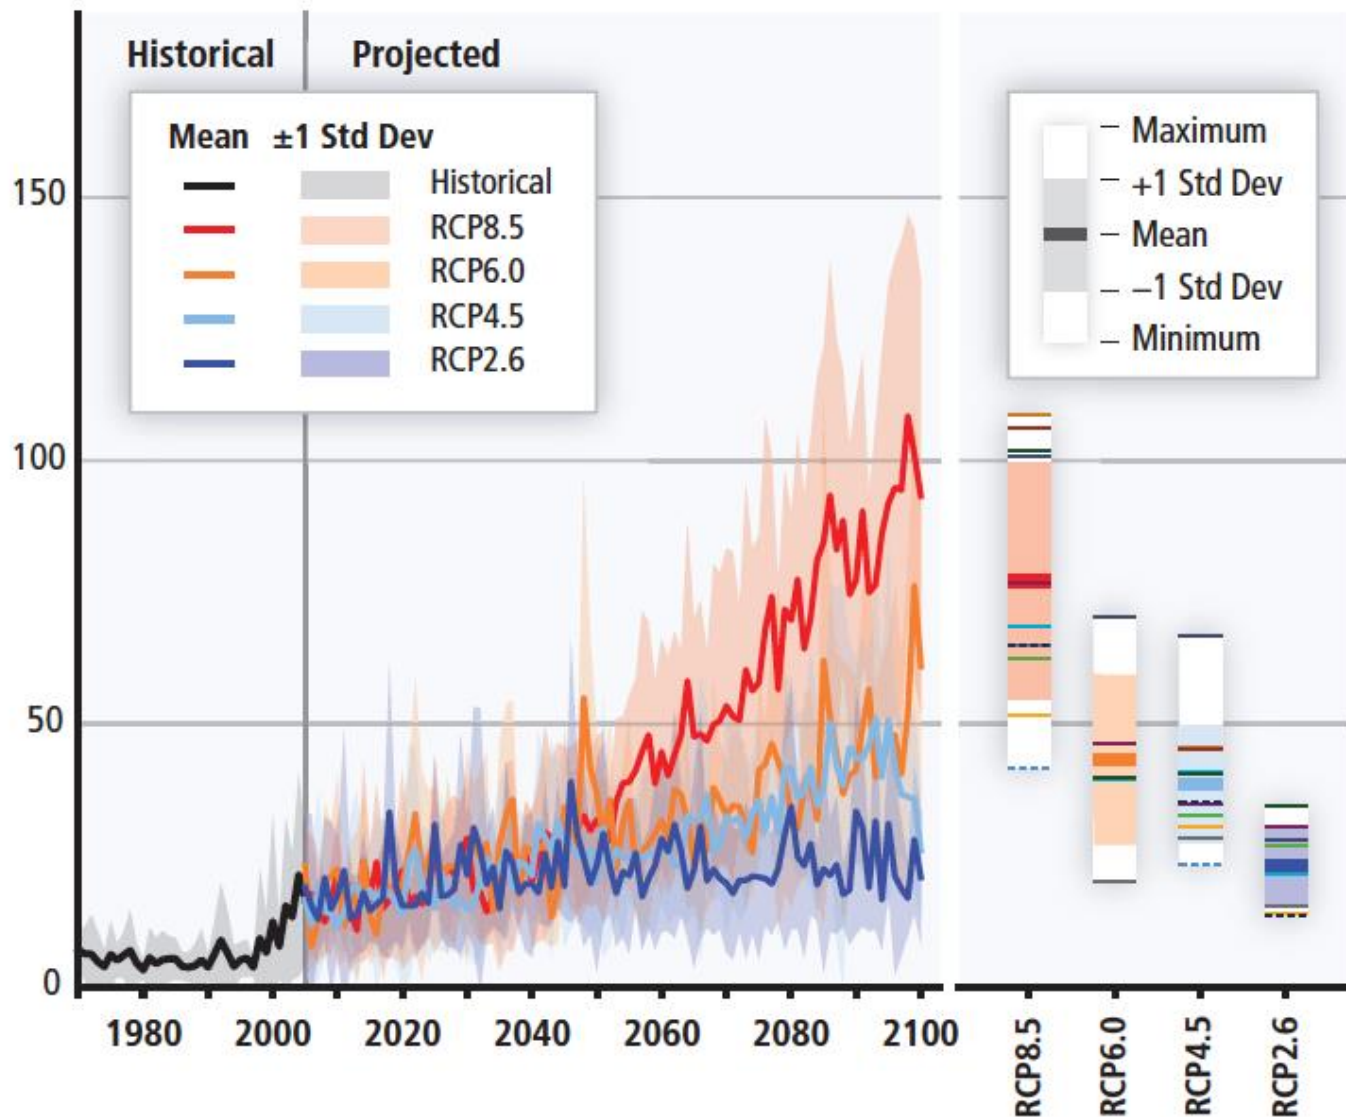 Historical Projected
Mean ±1 Std Dev
Historical
RCP8.5
RCP6.0
RCP4.5
RCP2.6
Maximum
+1 Std Dev
Mean
−1 Std Dev
Minimum
150
100
50
0
1980 2000 2020 2040 2060 2080 2100
RCP8.5
RCP6.0
RCP4.5
RCP2.6